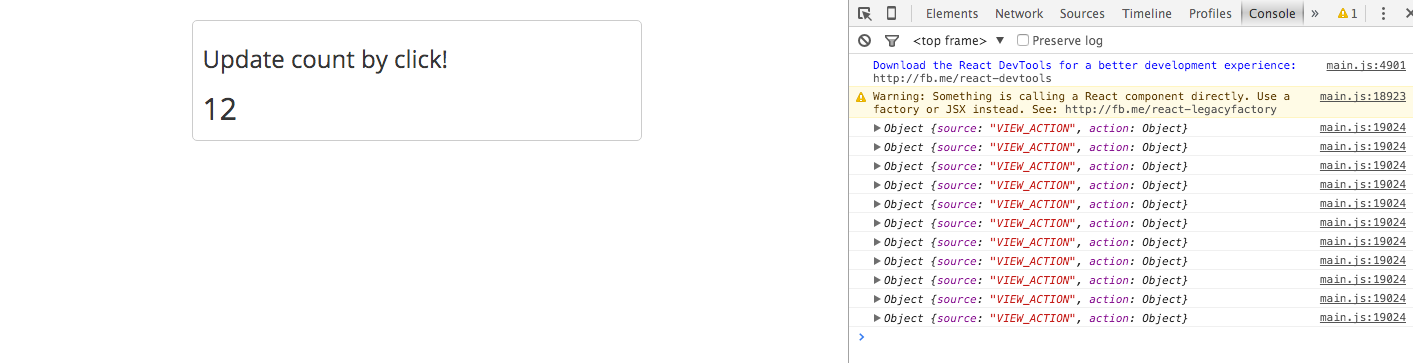 Update count by click!
12
Elements Network Sources Timeline Profiles Console » 1
<top frame> ▼ Preserve log
Download the React DevTools for a better development experience: main.js:4901
http://fb.me/react-devtools
Warning: Something is calling a React component directly. Use a main.js:18923
factory or JSX instead. See: http://fb.me/react-legacyfactory
Object {source: "VIEW_ACTION", action: Object} main.js:19024
Object {source: "VIEW_ACTION", action: Object} main.js:19024
Object {source: "VIEW_ACTION", action: Object} main.js:19024
Object {source: "VIEW_ACTION", action: Object} main.js:19024
Object {source: "VIEW_ACTION", action: Object} main.js:19024
Object {source: "VIEW_ACTION", action: Object} main.js:19024
Object {source: "VIEW_ACTION", action: Object} main.js:19024
Object {source: "VIEW_ACTION", action: Object} main.js:19024
Object {source: "VIEW_ACTION", action: Object} main.js:19024
Object {source: "VIEW_ACTION", action: Object} main.js:19024
Object {source: "VIEW_ACTION", action: Object} main.js:19024